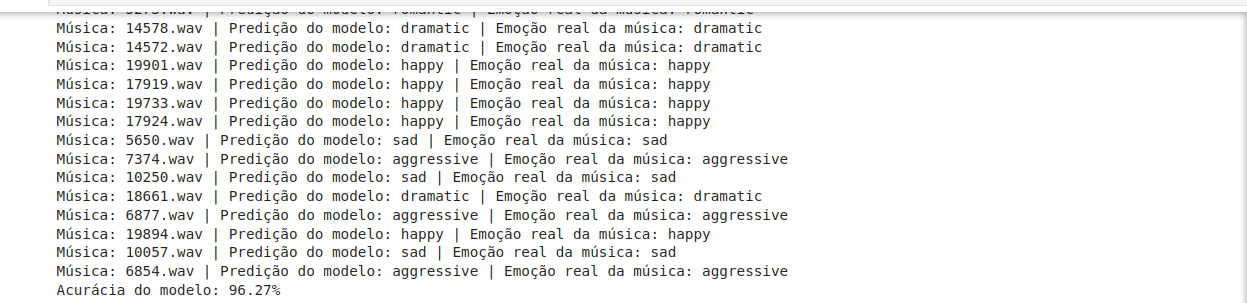 Música: 5275.wav | Predição do modelo: romantic | Emoção real da música: romantic
Música: 14578.wav | Predição do modelo: dramatic | Emoção real da música: dramatic
Música: 14572.wav | Predição do modelo: dramatic | Emoção real da música: dramatic
Música: 19901.wav | Predição do modelo: happy | Emoção real da música: happy
Música: 17919.wav | Predição do modelo: happy | Emoção real da música: happy
Música: 19733.wav | Predição do modelo: happy | Emoção real da música: happy
Música: 17924.wav | Predição do modelo: happy | Emoção real da música: happy
Música: 5650.wav | Predição do modelo: sad | Emoção real da música: sad
Música: 7374.wav | Predição do modelo: aggressive | Emoção real da música: aggressive
Música: 10250.wav | Predição do modelo: sad | Emoção real da música: sad
Música: 18661.wav | Predição do modelo: dramatic | Emoção real da música: dramatic
Música: 6877.wav | Predição do modelo: aggressive | Emoção real da música: aggressive
Música: 19894.wav | Predição do modelo: happy | Emoção real da música: happy
Música: 10057.wav | Predição do modelo: sad | Emoção real da música: sad
Música: 6854.wav | Predição do modelo: aggressive | Emoção real da música: aggressive
Acurácia do modelo: 96.27%